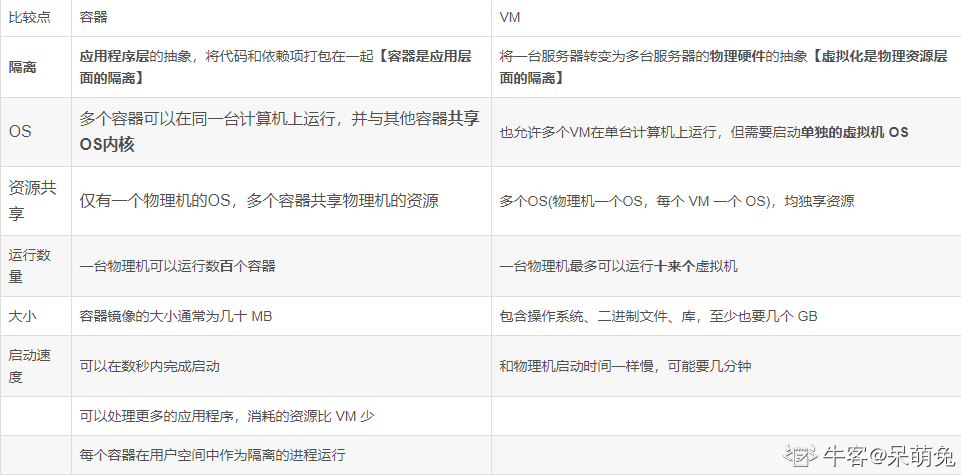 比较点 容器 VM
隔离 应用程序层的抽象，将代码和依赖项打包在一起【容器是应用层
面的隔离】
将一台服务器转变为多台服务器的物理硬件的抽象【虚拟化是物理资源层
面的隔离】
OS 多个容器可以在同一台计算机上运行，并与其他容器共享
OS内核
也允许多个VM在单台计算机上运行，但需要启动单独的虚拟机 OS
资源共
享
仅有一个物理机的OS，多个容器共享物理机的资源
多个OS(物理机一个OS，每个 VM 一个 OS)，均独享资源
运行数
量
一台物理机可以运行数百个容器
一台物理机最多可以运行十来个虚拟机
大小 容器镜像的大小通常为几十 MB
包含操作系统、二进制文件、库，至少也要几个 GB
启动速
度
可以在数秒内完成启动
和物理机启动时间一样慢，可能要几分钟
可以处理更多的应用程序，消耗的资源比 VM 少
每个容器在用户空间中作为隔离的进程运行
牛客@呆萌兔